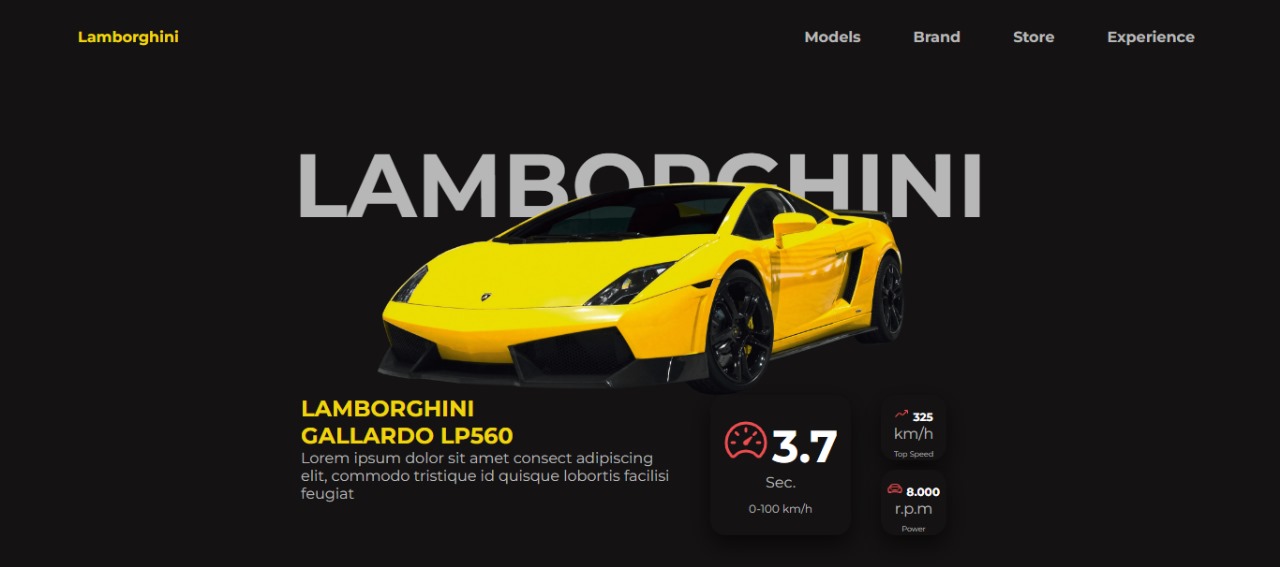 Lamborghini
Models
Brand
Store
Experience
LAMBORGHINI
LAMBORGHINI
GALLARDO LP560
Lorem ipsum dolor sit amet consect adipiscing
elit, commodo tristique id quisque lobortis facilisi
feugiat
3.7
Sec.
0-100 km/h
325
km/h
Top Speed
8.000
r.p.m
Power